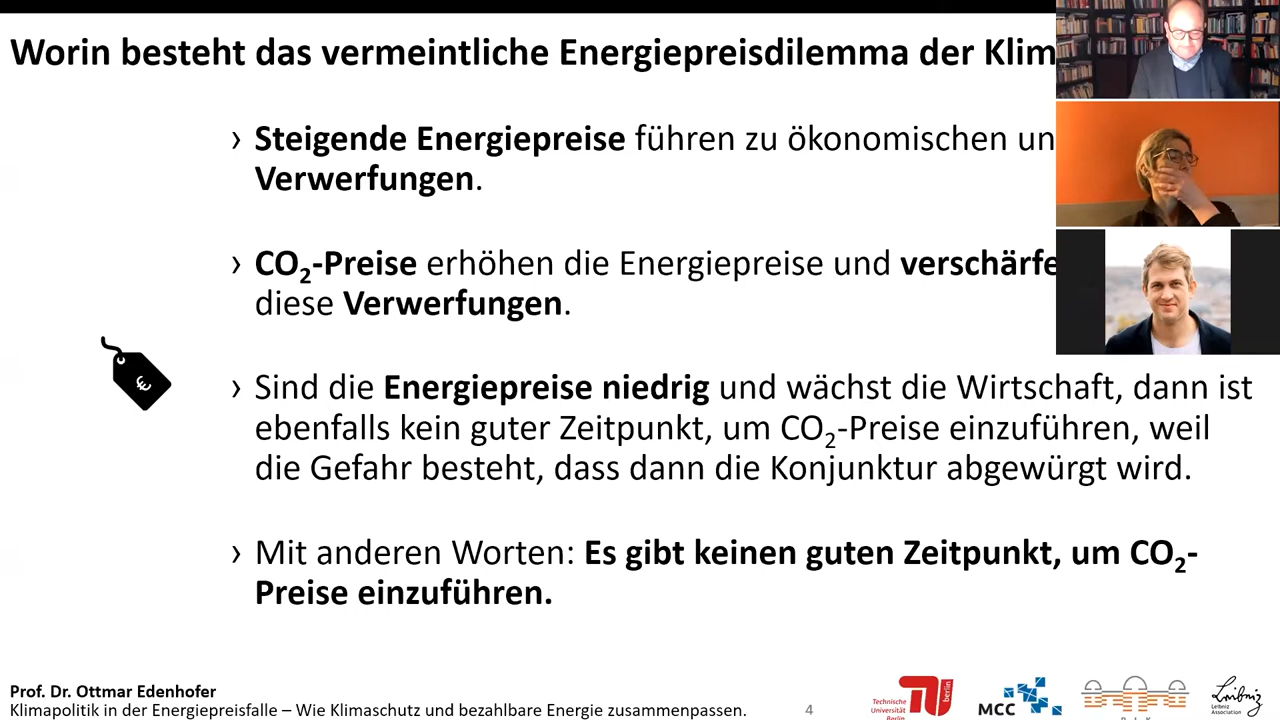 Worin besteht das vermeintliche Energiepreisdilemma der Klim
› Steigende Energiepreise führen zu ökonomischen un
Verwerfungen.
› CO₂-Preise erhöhen die Energiepreise und verschärfe
diese Verwerfungen.
€
› Sind die Energiepreise niedrig und wächst die Wirtschaft, dann ist
ebenfalls kein guter Zeitpunkt, um CO₂-Preise einzuführen, weil
die Gefahr besteht, dass dann die Konjunktur abgewürgt wird.
› Mit anderen Worten: Es gibt keinen guten Zeitpunkt, um CO₂-
Preise einzuführen.
Prof. Dr. Ottmar Edenhofer
Klimapolitik in der Energiepreisfalle – Wie Klimaschutz und bezahlbare Energie zusammenpassen.
4
Technische
Universität
Berlin
berlin
MCC
P I K
Leibniz
Leibniz
Association